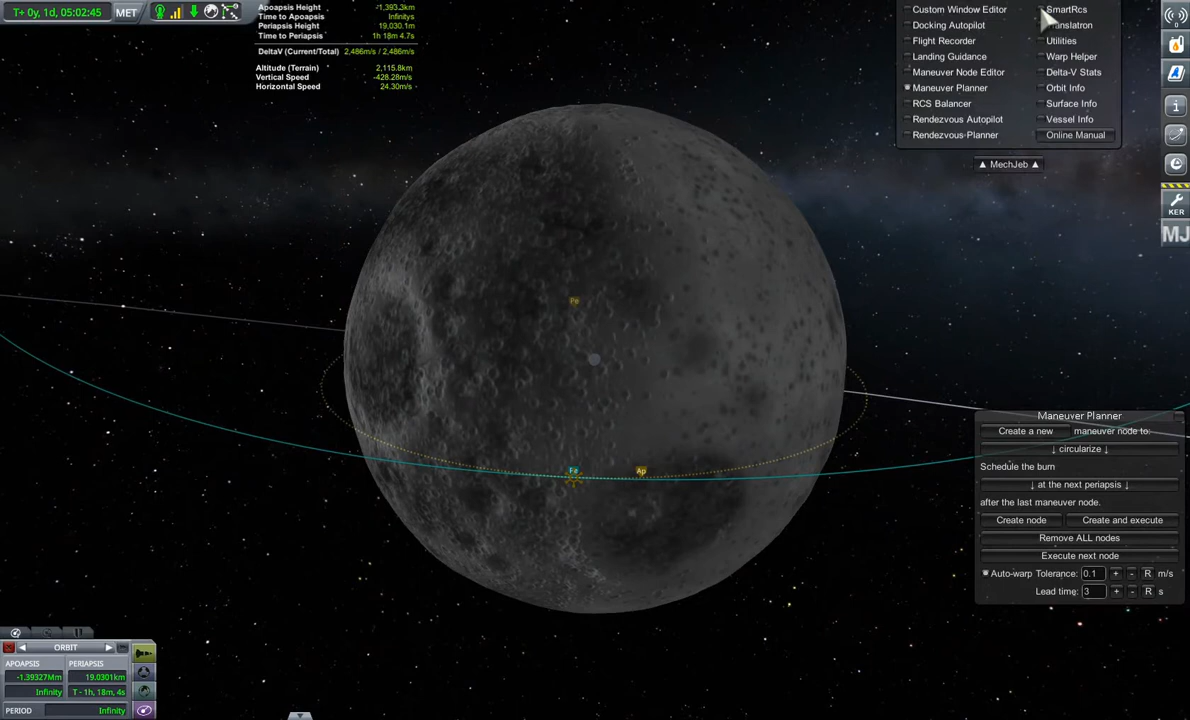 T+ 0y, 1d, 05:02:45
MET
Apoapsis Height -1,393.3km
Time to Apoapsis Infinitys
Periapsis Height 19,030.1m
Time to Periapsis 1h 18m 4.7s
DeltaV (Current/Total) 2,486m/s / 2,486m/s
Altitude (Terrain) 2,115.8km
Vertical Speed -428.28m/s
Horizontal Speed 24.30m/s
Custom Window Editor
SmartRcs
Docking Autopilot
Flight Recorder
Utilities
Landing Guidance
Warp Helper
Maneuver Node Editor
Delta-V Stats
Maneuver Planner
Orbit Info
RCS Balancer
Surface Info
Rendezvous Autopilot
Vessel Info
Rendezvous Planner
Online Manual
▲ MechJeb ▲
0
KER
MJ
Pe
Pe
Ap
Maneuver Planner
Create a new maneuver node to:
↓ circularize ↓
Schedule the burn
↓ at the next periapsis ↓
after the last maneuver node.
Create node Create and execute
Remove ALL nodes
Execute next node
Auto-warp Tolerance: 0.1 + - R m/s
Lead time: 3 + - R s
ORBIT
APOAPSIS PERIAPSIS
-1.39327Mm 19.0301km
Infinity T - 1h, 18m, 4s
PERIOD Infinity